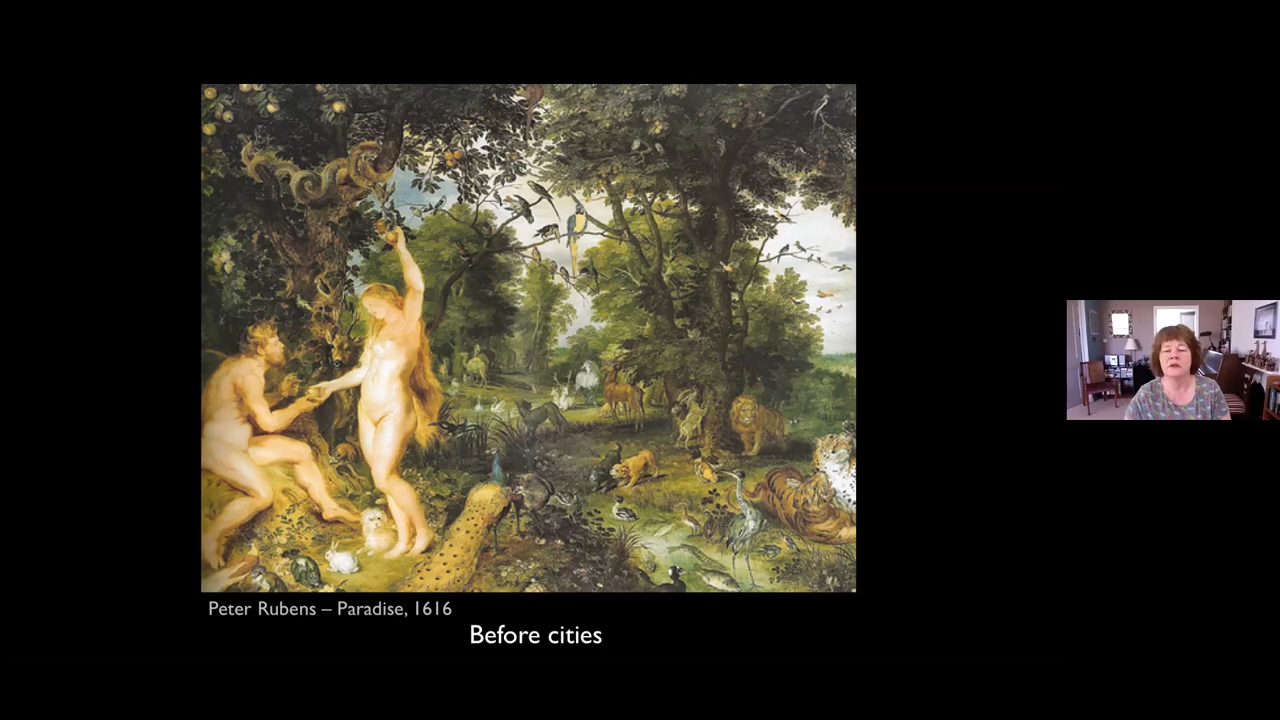 Peter Rubens – Paradise, 1616
Before cities